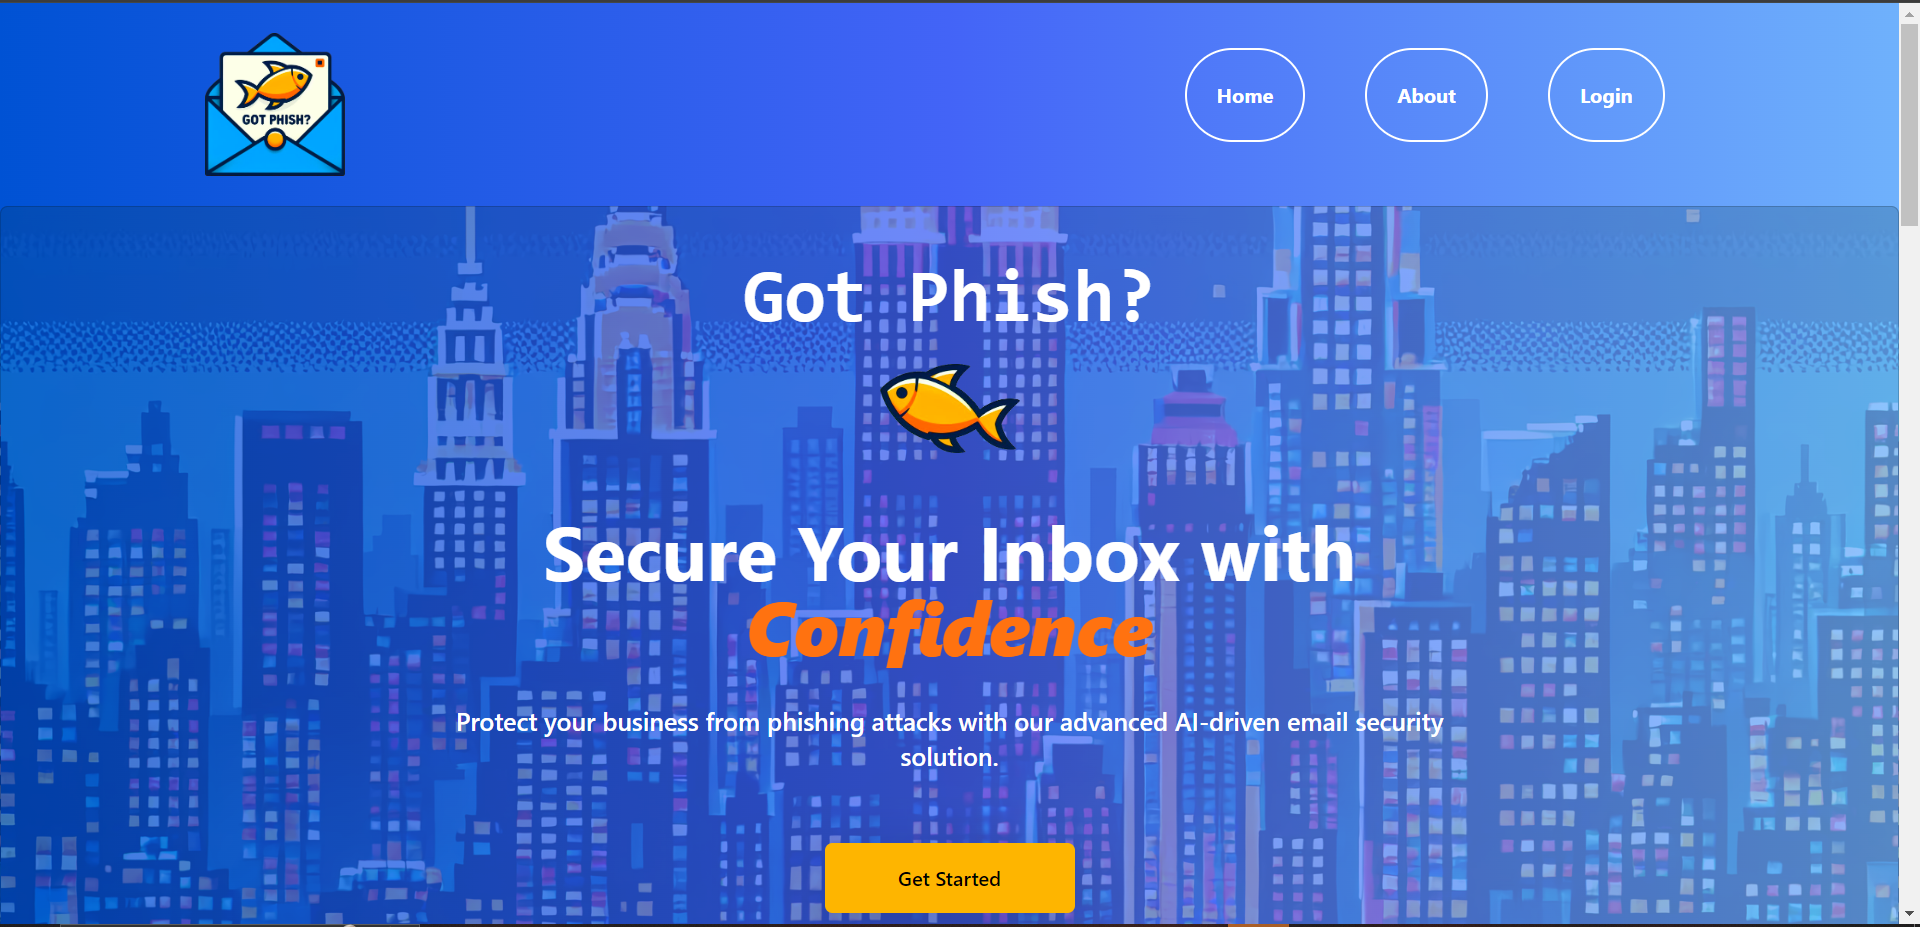 GOT PHISH?
Home
About
Login
Got Phish?
Secure Your Inbox with
Confidence
Protect your business from phishing attacks with our advanced AI-driven email security
solution.
Get Started